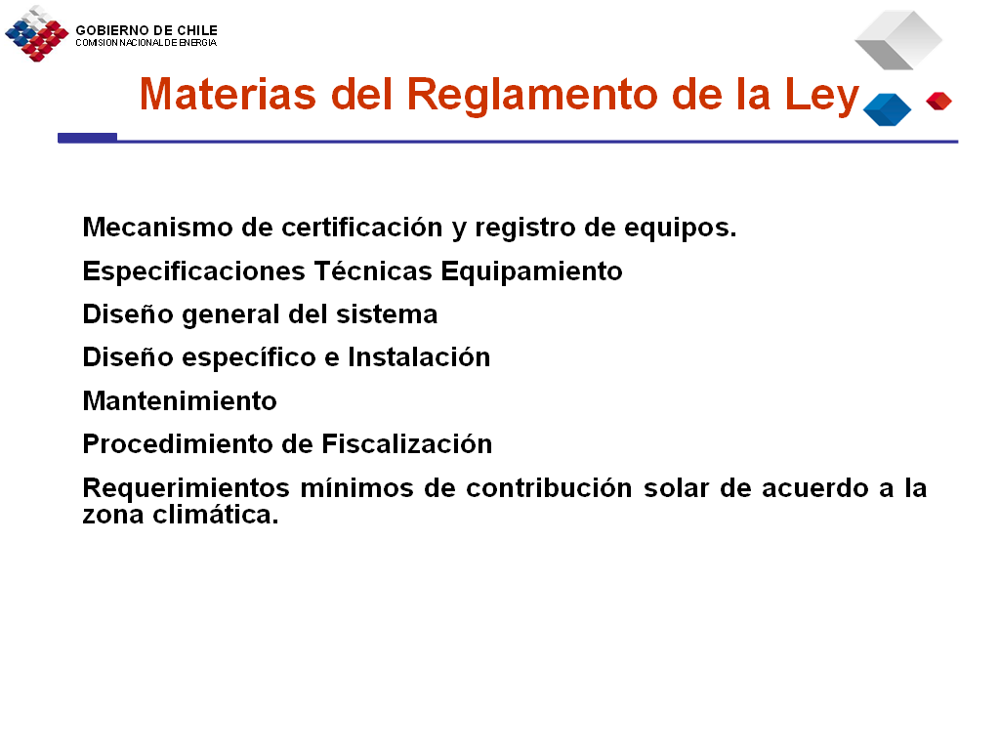 GOBIERNO DE CHILE
COMISION NACIONAL DE ENERGIA
Materias del Reglamento de la Ley
Mecanismo de certificación y registro de equipos.
Especificaciones Técnicas Equipamiento
Diseño general del sistema
Diseño específico e Instalación
Mantenimiento
Procedimiento de Fiscalización
Requerimientos mínimos de contribución solar de acuerdo a la
zona climática.